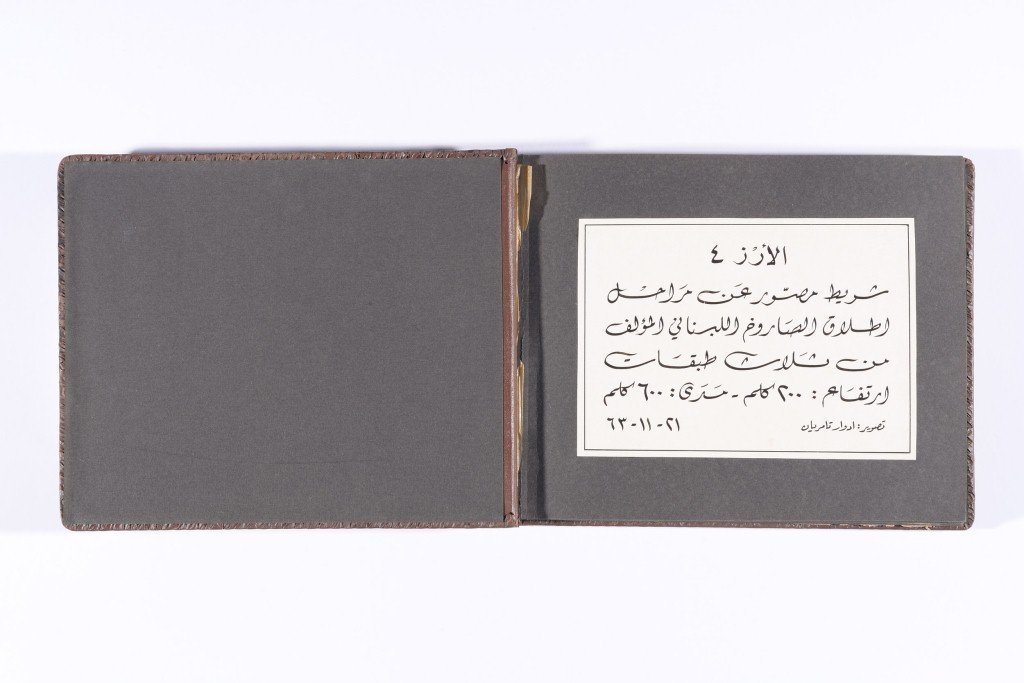 الأرز ٤
شريط مصوّر عن مراحل
اطلاق الصاروخ اللبناني المؤلف
من ثلاث طبقات
ارتفاع : ٢٠٠ كلم - مدى : ٦٠٠ كلم
تصوير : ادوار تامريان ٢١-١١-٦٣